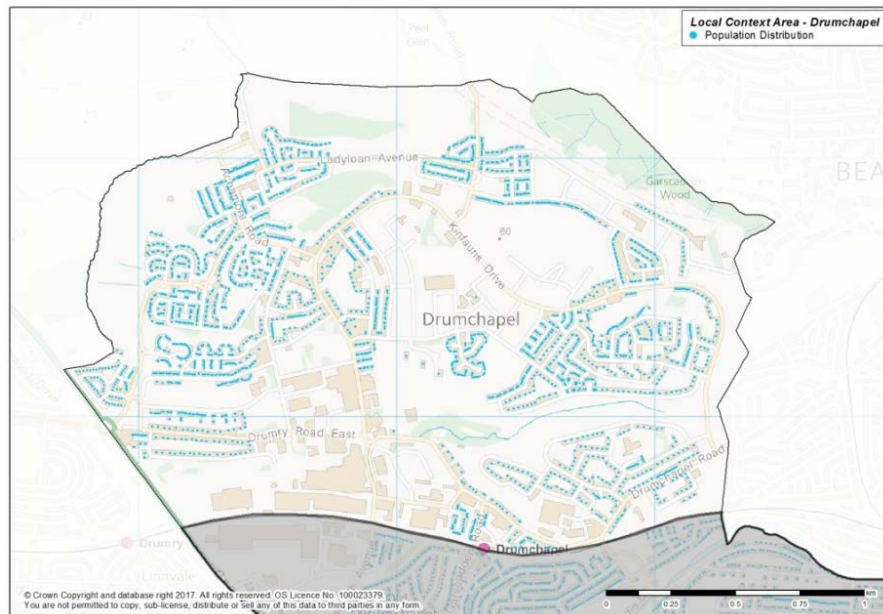 Local Context Area - Drumchapel
Population Distribution
Ladyloan Avenue
Garscadden
Wood
BEA
60
Kinfauns Drive
Drumchapel
Drumry Road East
Drumchapel Road
Road
Drumry
Drumchapel
Linnvale
km
0 0.25 0.5 0.75 1
© Crown Copyright and database right 2017. All rights reserved. OS Licence No. 100023379.
You are not permitted to copy, sub-license, distribute or sell any of this data to third parties in any form.